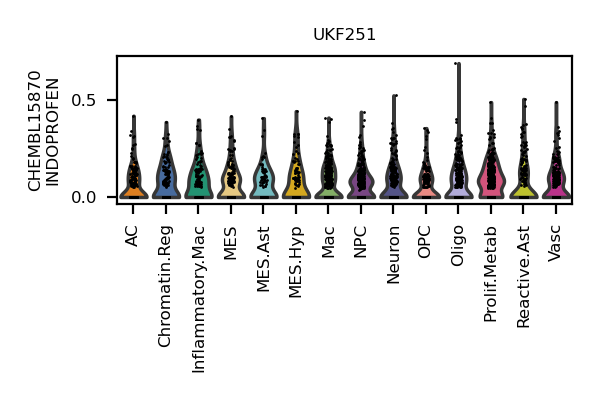 UKF251
CHEMBL15870
INDOPROFEN
0.5
0.0
AC
Chromatin.Reg
Inflammatory.Mac
MES
MES.Ast
MES.Hyp
Mac
NPC
Neuron
OPC
Oligo
Prolif.Metab
Reactive.Ast
Vasc